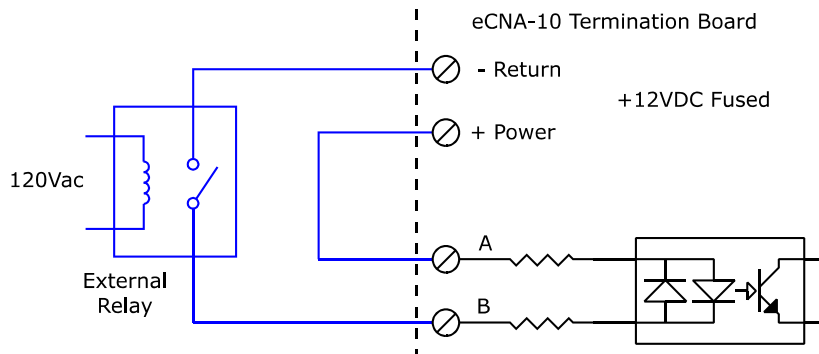 eCNA-10 Termination Board
- Return
+12VDC Fused
+ Power
120Vac
A
External
Relay
B